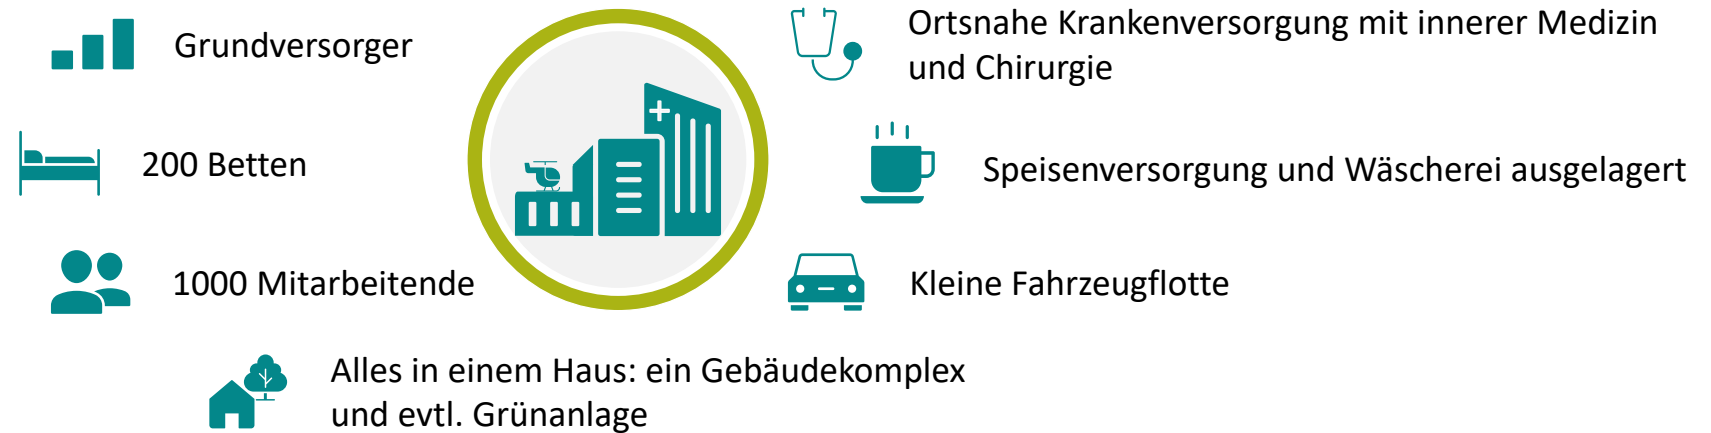 Grundversorger
200 Betten
1000 Mitarbeitende
Alles in einem Haus: ein Gebäudekomplex
und evtl. Grünanlage
Ortsnahe Krankenversorgung mit innerer Medizin
und Chirurgie
Speisenversorgung und Wäscherei ausgelagert
Kleine Fahrzeugflotte